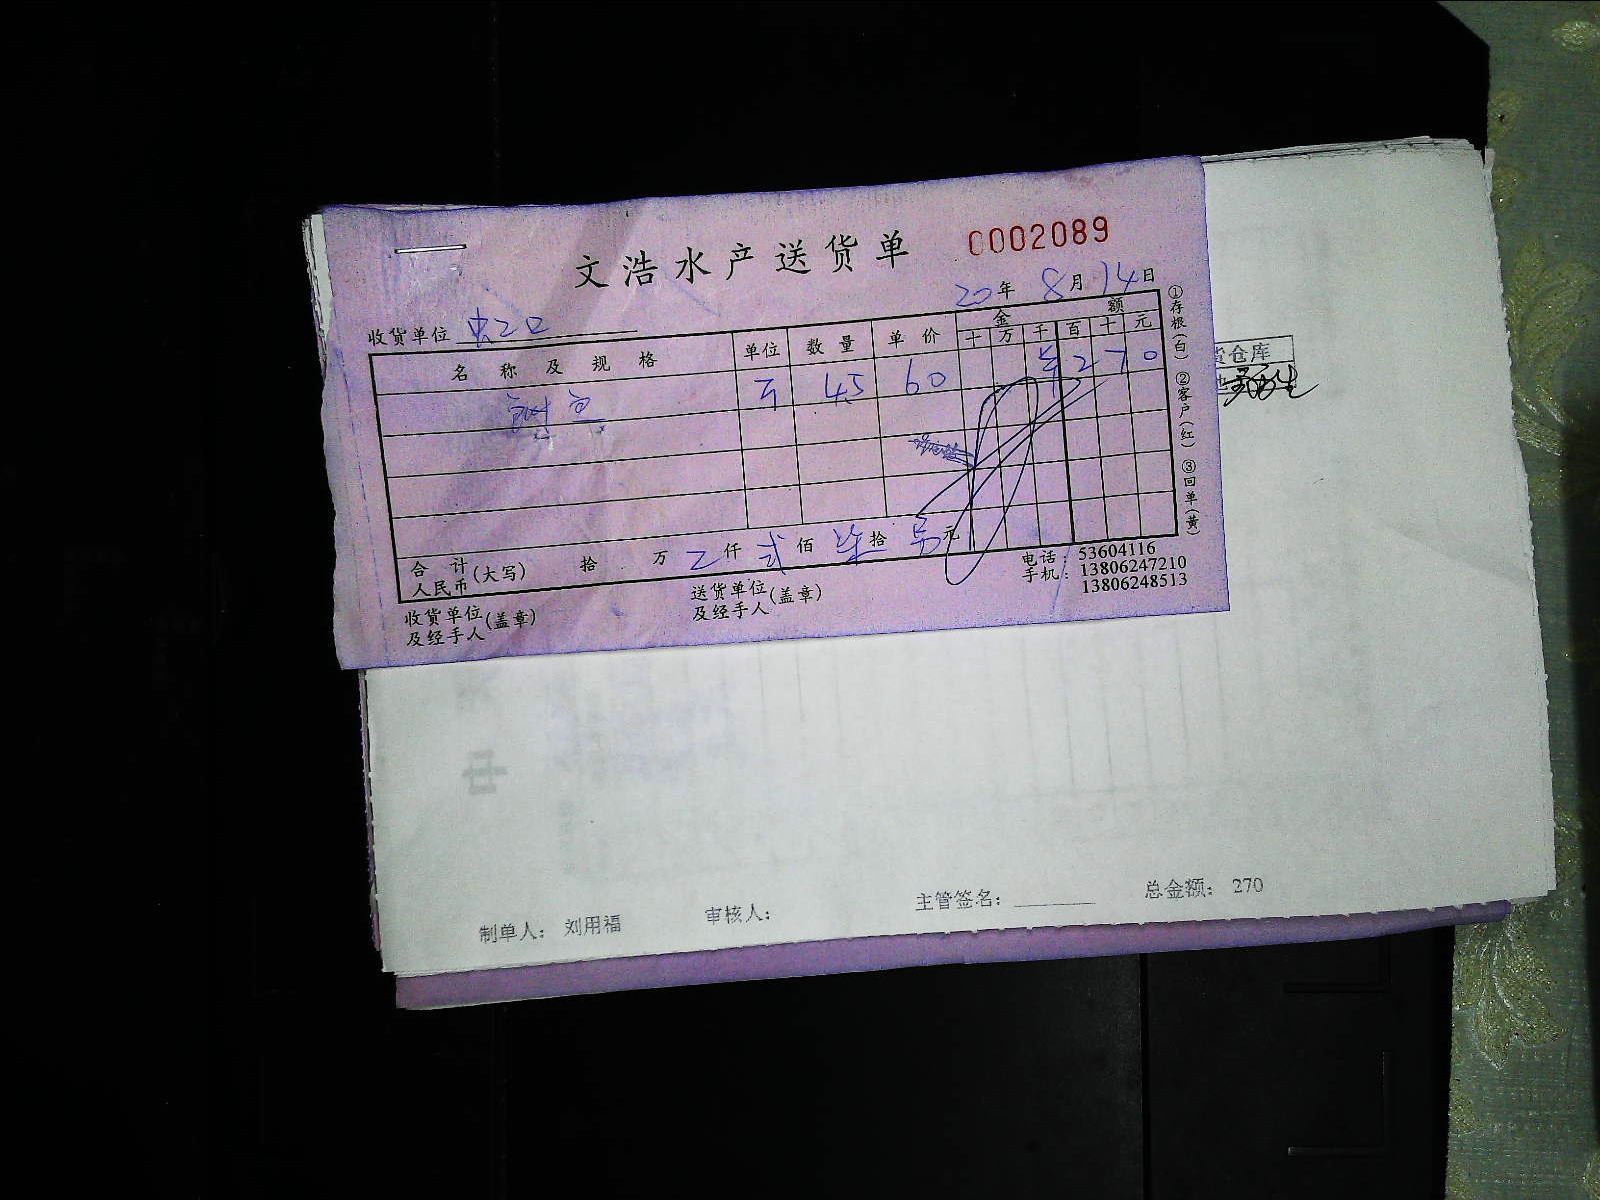 文浩水产送货单 C002089
20年8月14日
收货单位 虹口
名称及规格 单位 数量 单价 金额
十 万 千 百 十 元
45 60 270
合计 人民币(大写) 拾 万 仟 弍 佰 柒 拾 元
收货单位及经手人(盖章) 送货单位及经手人(盖章)
电话:53604116
手机:13806247210
13806248513
①存根(白) ②客户(红) ③回单(黄)
货仓库
制单人: 刘用福 审核人: 主管签名: 总金额: 270